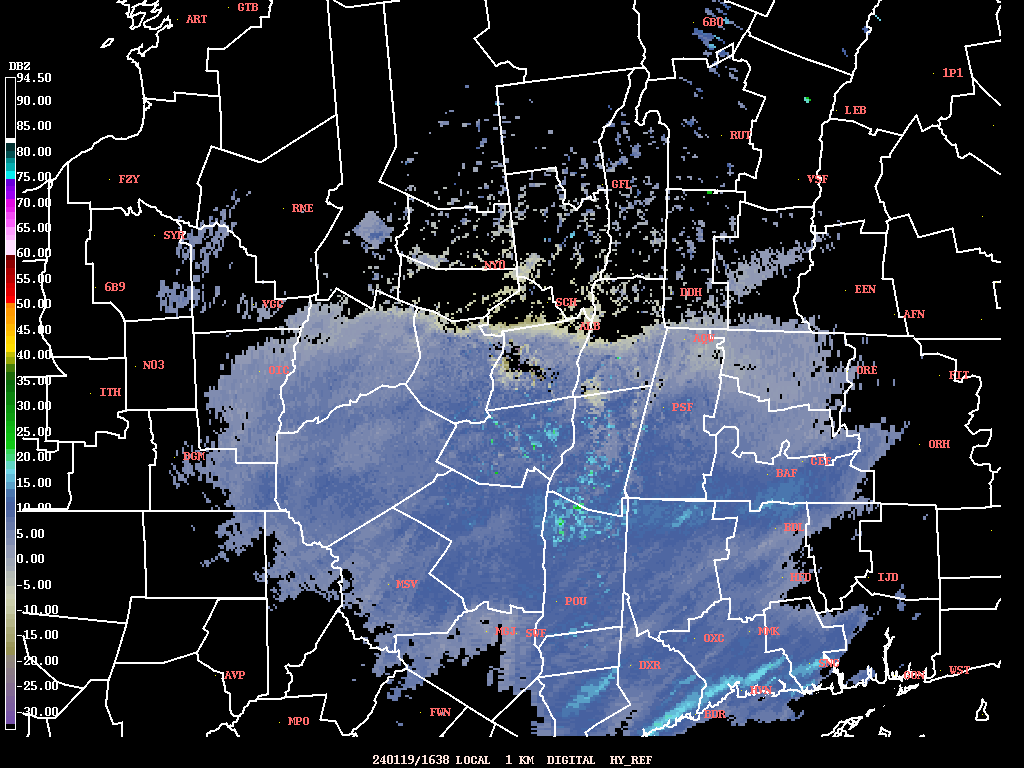 GTB
ART
6B0
DBZ
94.50
1P1
90.00
LEB
85.00
RUT
80.00
75.00
FZY
VSF
GFL
70.00
RME
65.00
SYR
60.00
NY0
55.00
6B9
DDH
EEN
50.00
VGC
SCH
AFN
45.00
ALB
AQW
40.00
N03
ORE
35.00
FIT
ITH
30.00
PSF
25.00
ORH
20.00
BGM
CEF
15.00
BAF
10.00
5.00
BDL
0.00
HFD
IJD
-5.00
MSV
-10.00
POU
-15.00
SWF
OXC
MMK
-20.00
DXR
HVN
WST
-25.00
AVP
GON
-30.00
FWN
BDR
MPO
240119/1638 LOCAL 1 KM DIGITAL HY_REF